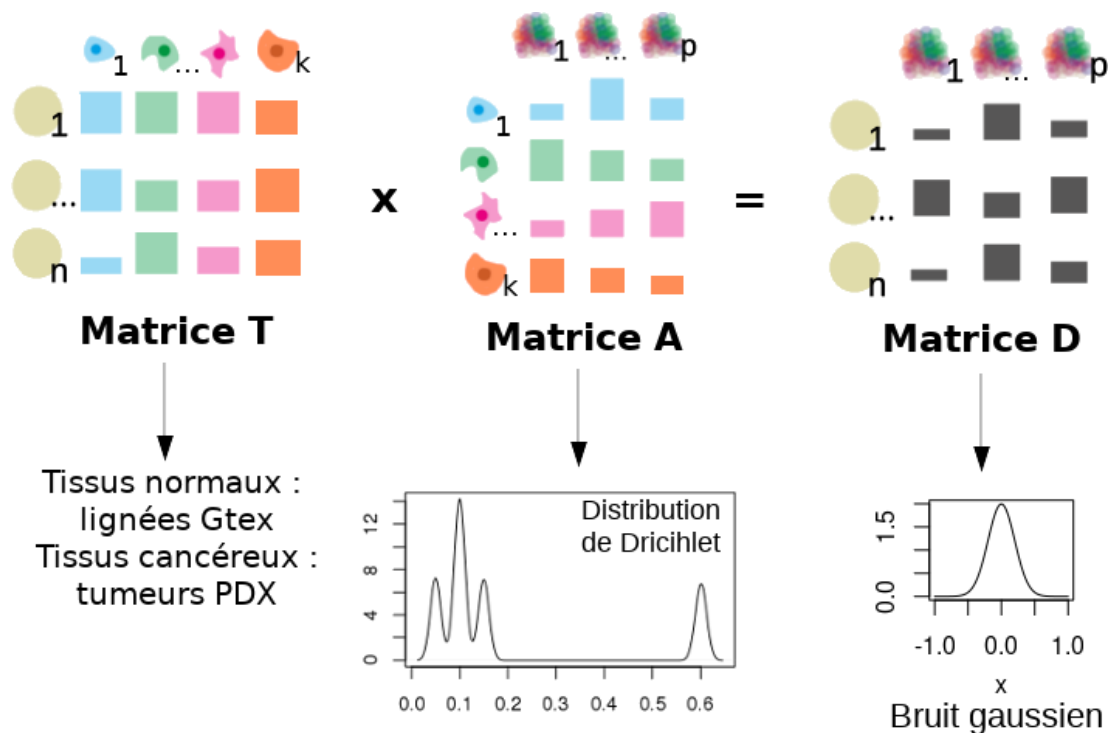 1 ... k
1
...
n
Matrice T
x
1 ... p
1
...
k
Matrice A
=
1 ... p
1
...
n
Matrice D
Tissus normaux :
lignées Gtex
Tissus cancéreux :
tumeurs PDX
Distribution
de Dricihlet
12
8
4
0
0.0 0.1 0.2 0.3 0.4 0.5 0.6
1.5
0.0
-1.0 0.0 1.0
x
Bruit gaussien